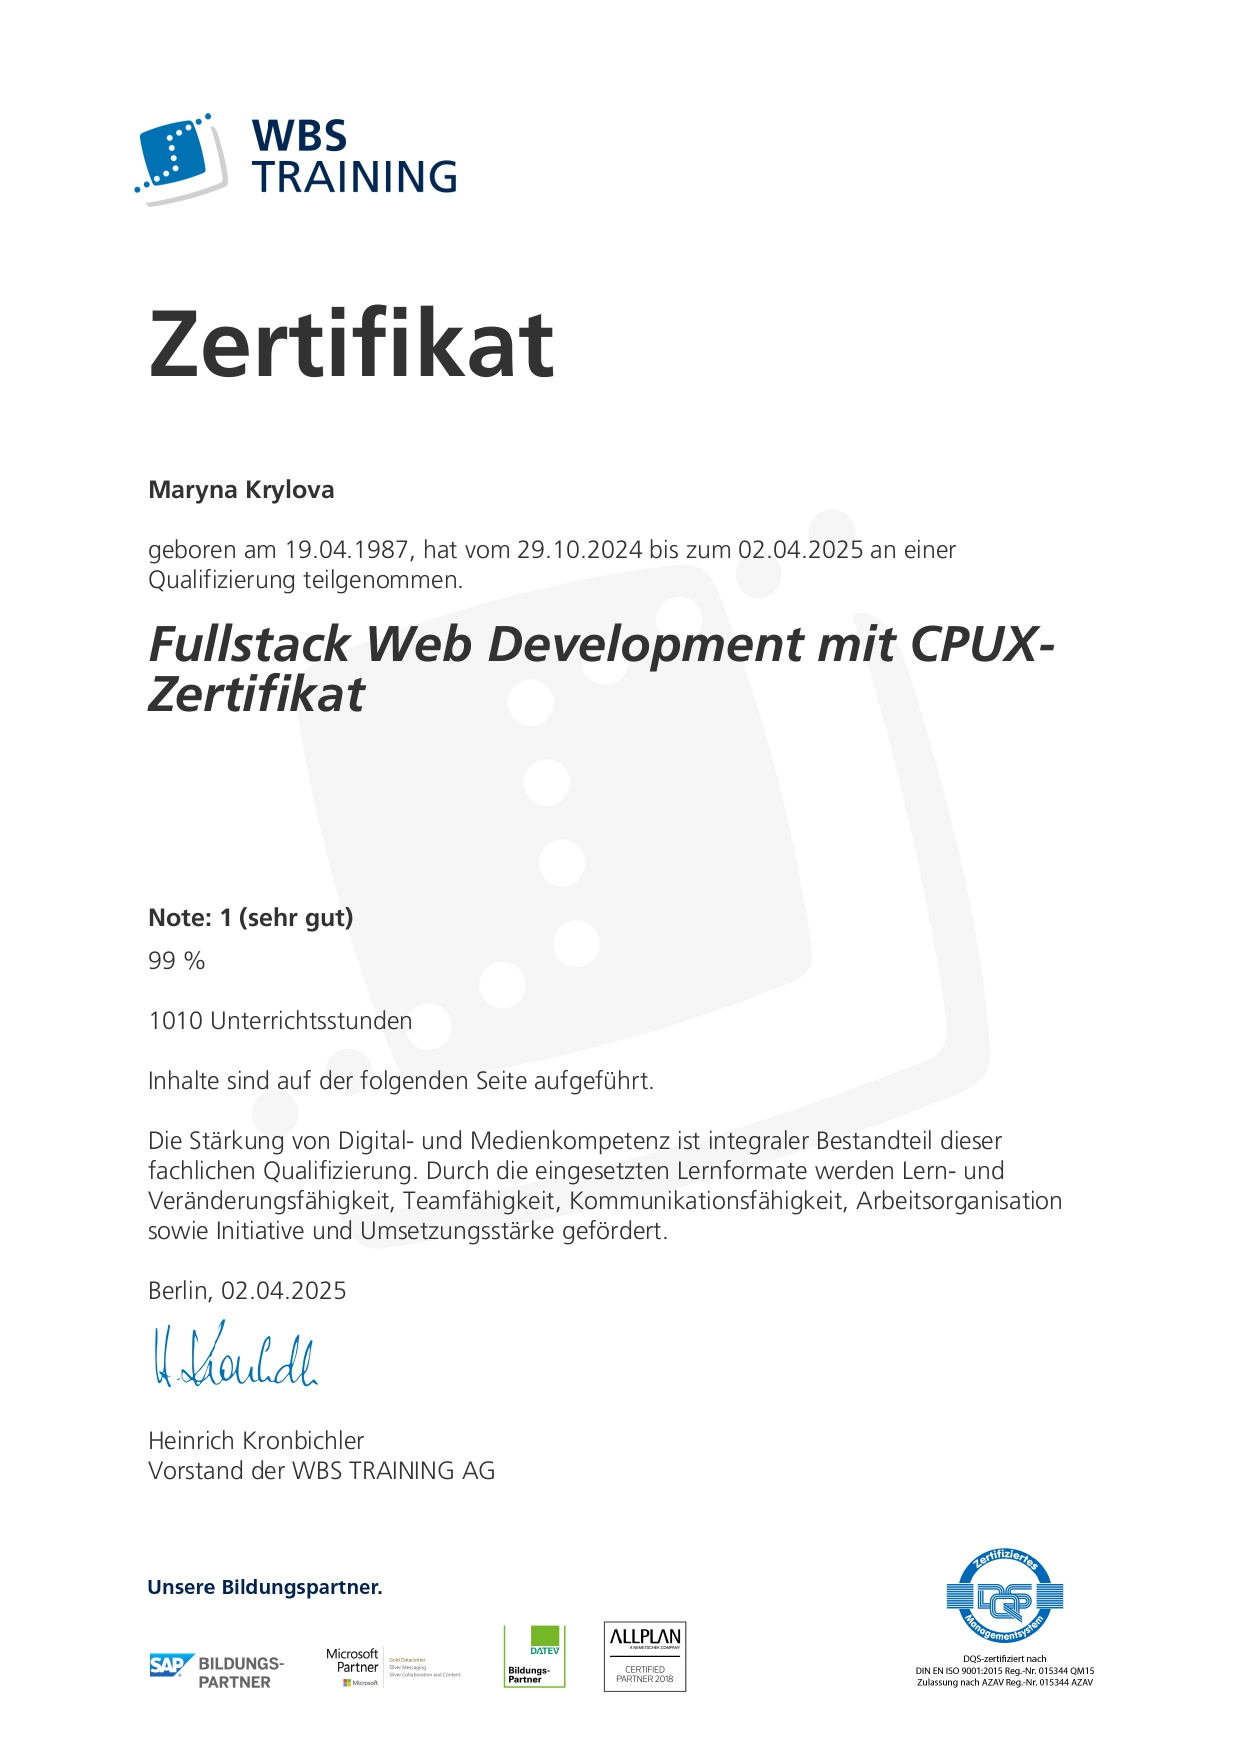 WBS
TRAINING
Zertifikat
Maryna Krylova
geboren am 19.04.1987, hat vom 29.10.2024 bis zum 02.04.2025 an einer
Qualifizierung teilgenommen.
Fullstack Web Development mit CPUX-
Zertifikat
Note: 1 (sehr gut)
99 %
1010 Unterrichtsstunden
Inhalte sind auf der folgenden Seite aufgeführt.
Die Stärkung von Digital- und Medienkompetenz ist integraler Bestandteil dieser
fachlichen Qualifizierung. Durch die eingesetzten Lernformate werden Lern- und
Veränderungsfähigkeit, Teamfähigkeit, Kommunikationsfähigkeit, Arbeitsorganisation
sowie Initiative und Umsetzungsstärke gefördert.
Berlin, 02.04.2025
H. Kronbichler
Heinrich Kronbichler
Vorstand der WBS TRAINING AG
Unsere Bildungspartner.
SAP BILDUNGS-
PARTNER
Microsoft
Partner
Microsoft
Gold Datacenter
Silver Messaging
Silver Collaboration and Content
DATEV
Bildungs-
Partner
ALLPLAN
A NEMETSCHEK COMPANY
CERTIFIED
PARTNER 2018
Zertifiziertes
DQS
Managementsystem
DQS-zertifiziert nach
DIN EN ISO 9001:2015 Reg.-Nr. 015344 QM15
Zulassung nach AZAV Reg.-Nr. 015344 AZAV